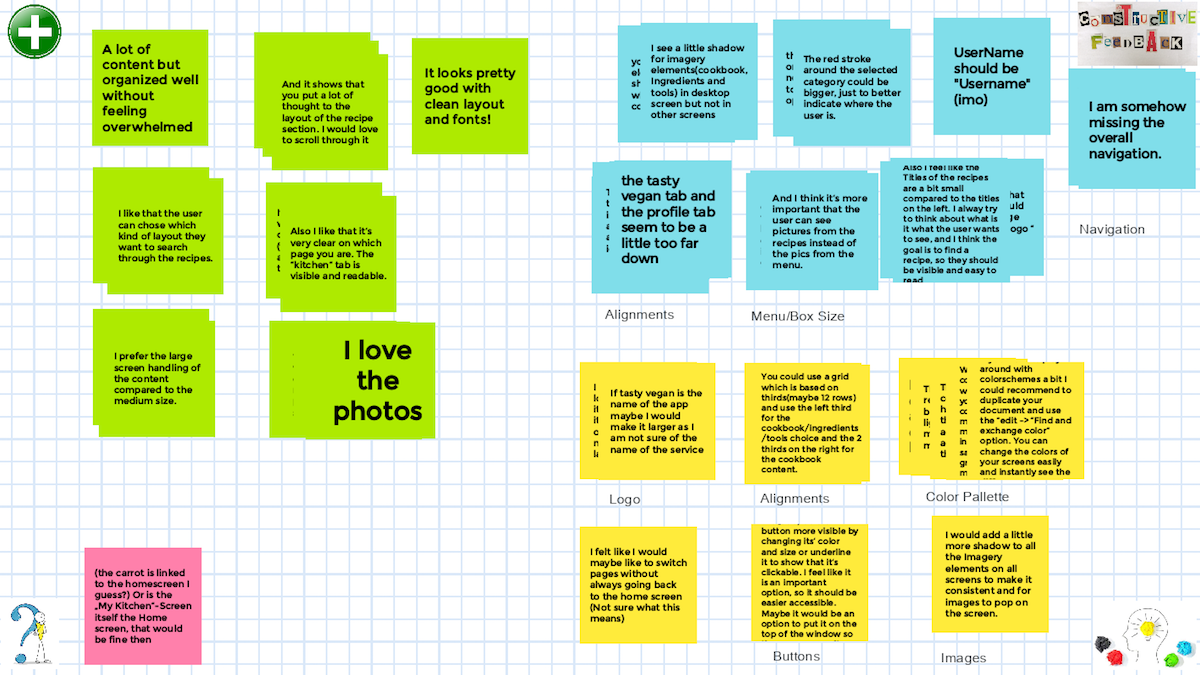 A lot of
content but
organized well
without
feeling
overwhelmed
And it shows that
you put a lot of
thought to the
layout of the recipe
section. I would love
to scroll through it
It looks pretty
good with
clean layout
and fonts!
I like that the user
can chose which
kind of layout they
want to search
through the recipes.
Also I like that it's
very clear on which
page you are. The
"kitchen" tab is
visible and readable.
I prefer the large
screen handling of
the content
compared to the
medium size.
I love
the
photos
(the carrot is linked
to the homescreen I
guess?) Or is the
„My Kitchen"-Screen
itself the Home
screen, that would
be fine then
I see a little shadow
for imagery
elements(cookbook,
Ingredients and
tools) in desktop
screen but not in
other screens
The red stroke
around the selected
category could be
bigger, just to better
indicate where the
user is.
UserName
should be
"Username"
(imo)
ConsTrucTivE
FeedBACK
I am somehow
missing the
overall
navigation.
Navigation
the tasty
vegan tab and
the profile tab
seem to be a
little too far
down
Alignments
And I think it's more
important that the
user can see
pictures from the
recipes instead of
the pics from the
menu.
Menu/Box Size
Also I feel like the
Titles of the recipes
are a bit small
compared to the titles
on the left. I alway try
to think about what is
it what the user wants
to see, and I think the
goal is to find a
recipe, so they should
be visible and easy to
read
If tasty vegan is the
name of the app
maybe I would
make it larger as I
am not sure of the
name of the service
Logo
You could use a grid
which is based on
thirds(maybe 12 rows)
and use the left third
for the
cookbook/ingredients
/tools choice and the 2
thirds on the right for
the cookbook
content.
Alignments
around with
colorschemes a bit I
could recommend to
duplicate your
document and use
the "edit -> "Find and
exchange color"
option. You can
change the colors of
your screens easily
and instantly see the
Color Pallette
I felt like I would
maybe like to switch
pages without
always going back
to the home screen
(Not sure what this
means)
button more visible by
changing its' color
and size or underline
it to show that it's
clickable. I feel like it
is an important
option, so it should be
easier accessible.
Maybe it would be an
option to put it on the
top of the window so
Buttons
I would add a little
more shadow to all
the Imagery
elements on all
screens to make it
consistent and for
images to pop on
the screen.
Images